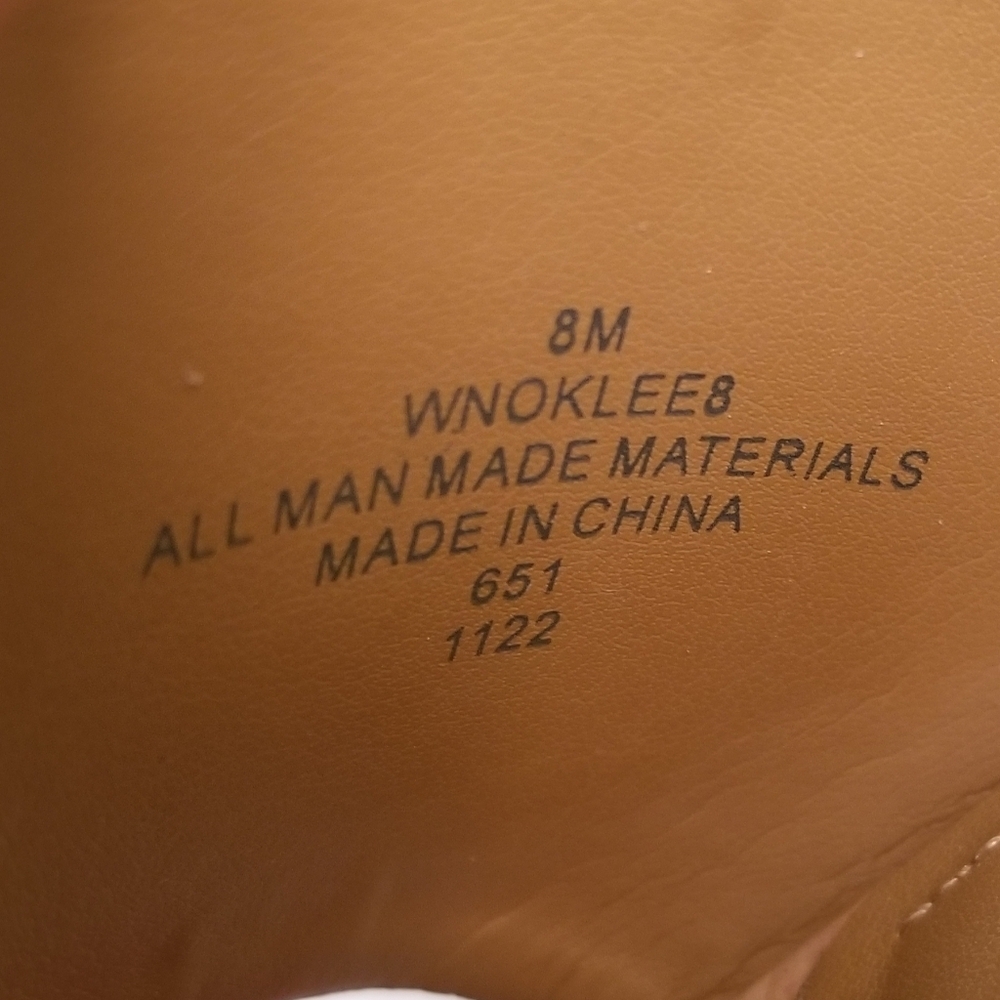 8M
WNOKLEE8
ALL MAN MADE MATERIALS
MADE IN CHINA
651
1122